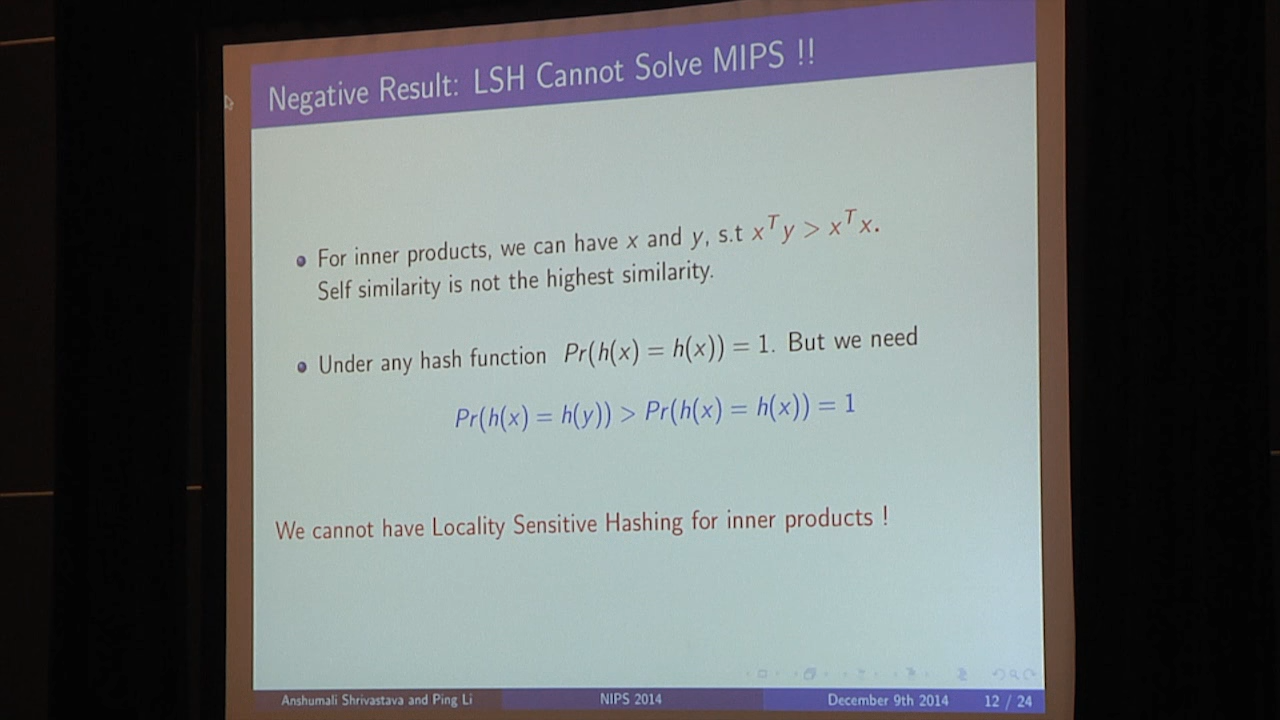 Negative Result: LSH Cannot Solve MIPS !!
For inner products, we can have x and y, s.t x^T y > x^T x.
Self similarity is not the highest similarity.
Under any hash function Pr(h(x) = h(x)) = 1. But we need
Pr(h(x) = h(y)) > Pr(h(x) = h(x)) = 1
We cannot have Locality Sensitive Hashing for inner products !
Anshumali Shrivastava and Ping Li NIPS 2014 December 9th 2014 12 / 24